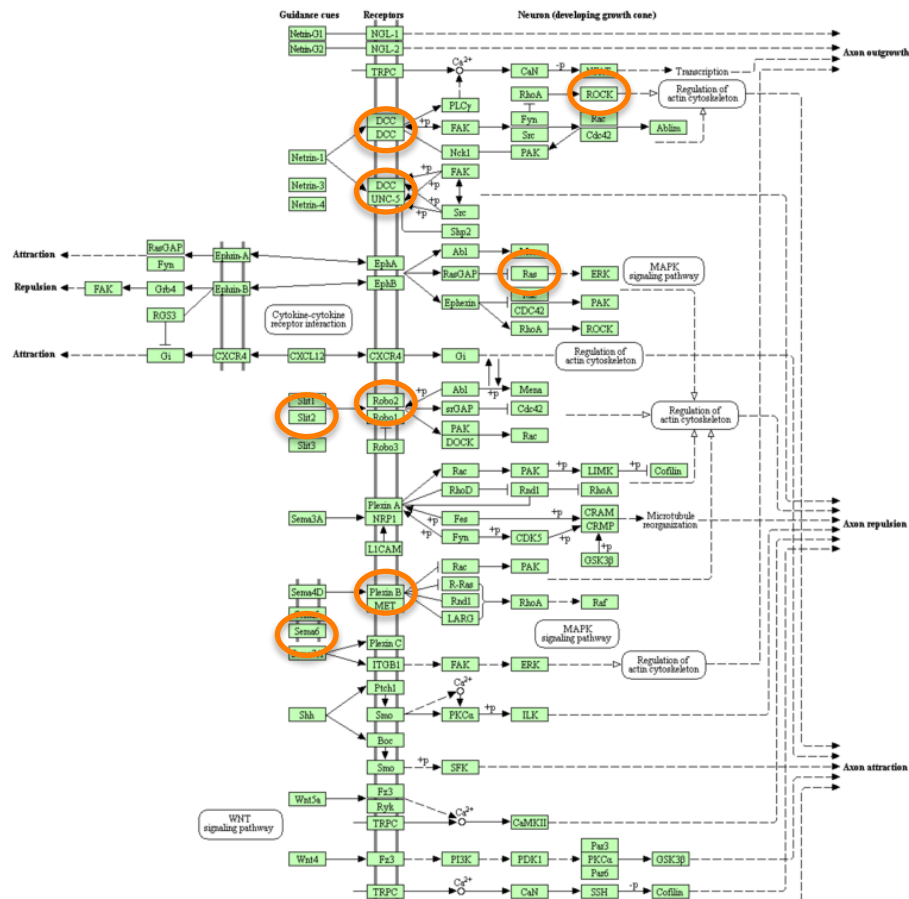 Guidance cues Receptors Neuron (developing growth cone)
Netrin-G1 NGL-1
Netrin-G2 NGL-2
Axon outgrowth
TRPC Ca2+ CaN -p Transcription
RhoA ROCK Regulation of
actin cytoskeleton
PLCγ
DCC +p FAK Fyn Rac Ablim
DCC Src Cdc42
Netrin-1 Nck1 PAK
FAK
Netrin-3 DCC +p
Netrin-4 UNC-5 +p
+p Src
Shp2
Attraction RasGAP Ephrin-A EphA Abl
Fyn RasGAP Ras ERK MAPK
signaling pathway
Repulsion FAK Grb4 Ephrin-B EphB
RGS3 Cytokine-cytokine
receptor interaction
Ephexin CDC42 PAK
RhoA ROCK
Attraction Gi CXCR4 CXCL12 CXCR4 Gi Regulation of
actin cytoskeleton
Slit1 Robo2 +p Abl +p Mena
Slit2 Robo1 srGAP Cdc42 Regulation of
actin cytoskeleton
Slit3 Robo3 PAK Rac
DOCK
Rac +p PAK +p LIMK +p Cofilin
Plexin A RhoD Rnd1 RhoA
Sema3A NRP1 +p Fes +p CRAM Microtubule
reorganization
Axon repulsion
+p Fyn +p CDK5 +p CRMP
L1CAM +p
GSK3β
Rac PAK
Sema4D Plexin B R-Ras
MET Rnd1 RhoA Raf
LARG
Sema6 MAPK
signaling pathway
Plexin C
ITGB1 FAK ERK Regulation of
actin cytoskeleton
Ptch1 Ca2+
Shh Smo PKCα +p ILK
Boc
Smo +p SFK Axon attraction
Wnt5a Fz3
Ryk
WNT
signaling pathway
TRPC Ca2+ CaMKII
Par3
Wnt4 Fz3 PI3K PDK1 PKCα GSK3β
Par6
TRPC Ca2+ CaN SSH -p Cofilin